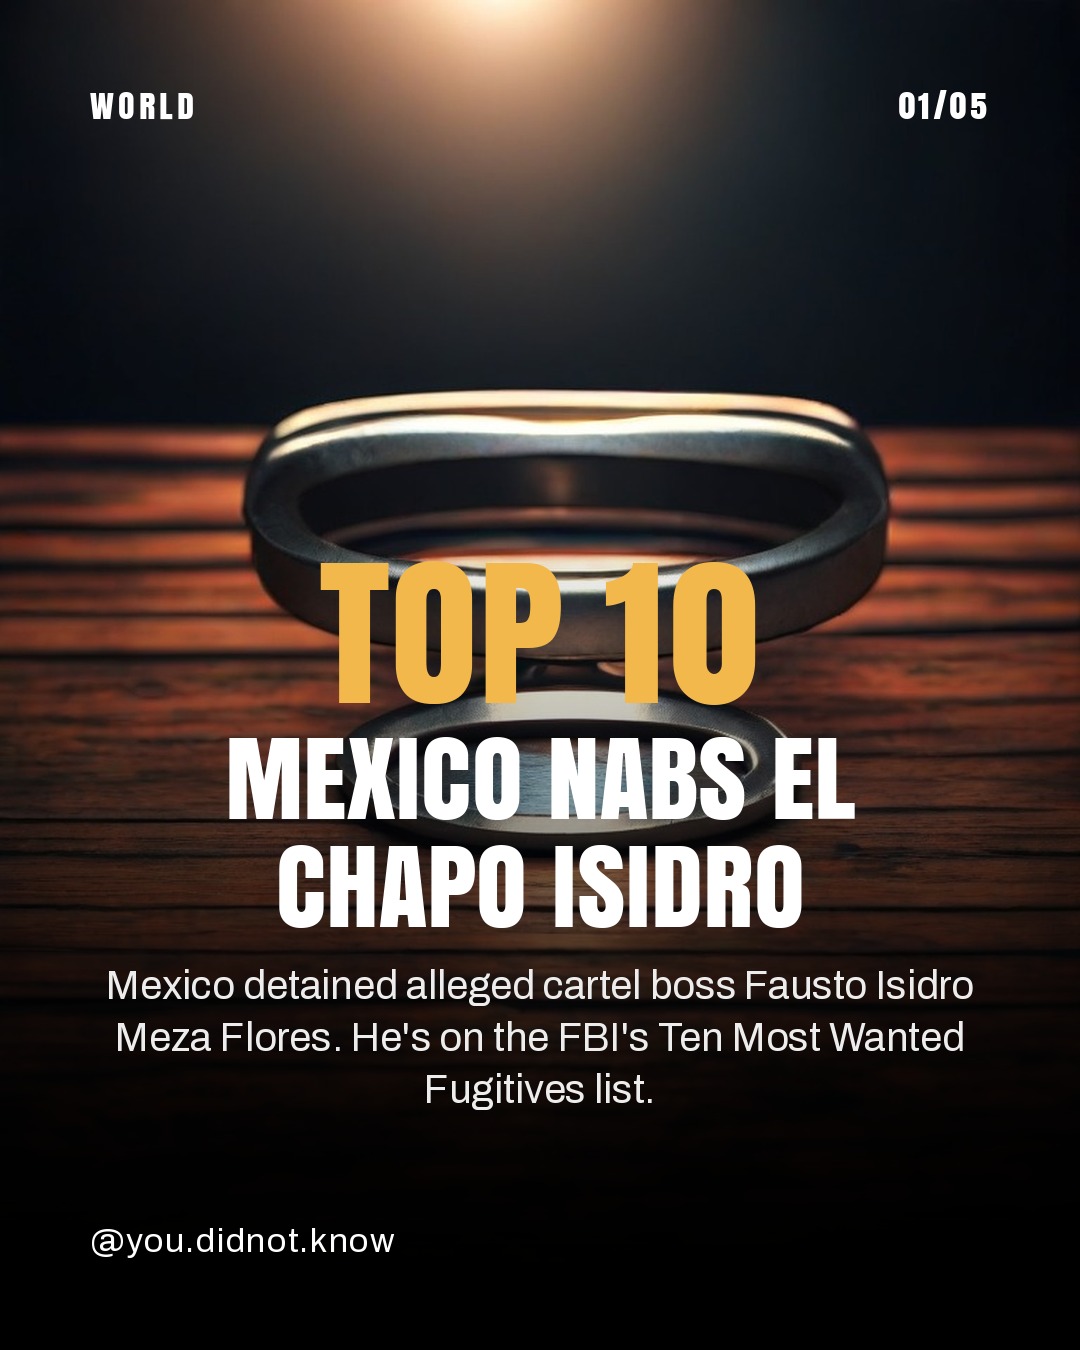 WORLD
01/05
TOP 10
MEXICO NABS EL
CHAPO ISIDRO
Mexico detained alleged cartel boss Fausto Isidro
Meza Flores. He's on the FBI's Ten Most Wanted
Fugitives list.
@you.didnot.know